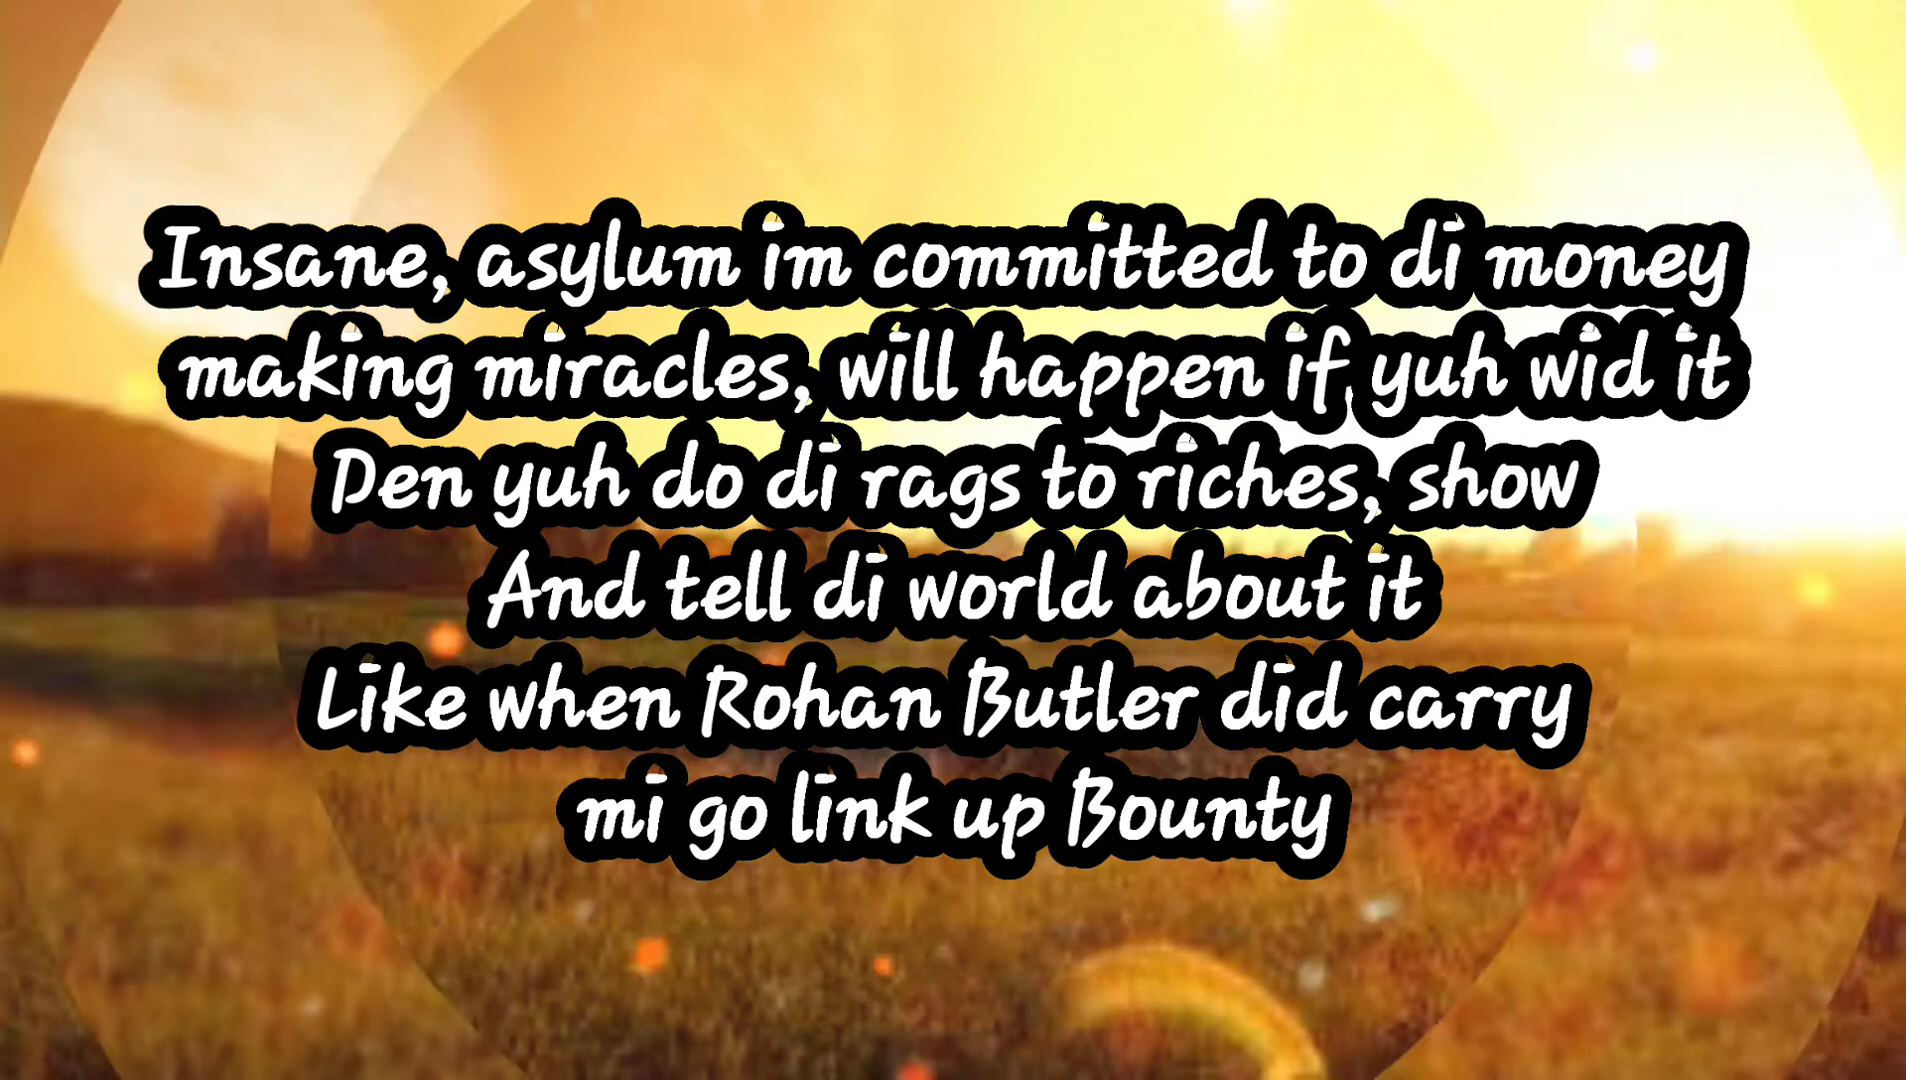 Insane, asylum im committed to di money
making miracles, will happen if yuh wid it
Den yuh do di rags to riches, show
And tell di world about it
Like when Rohan Butler did carry
mi go link up Bounty